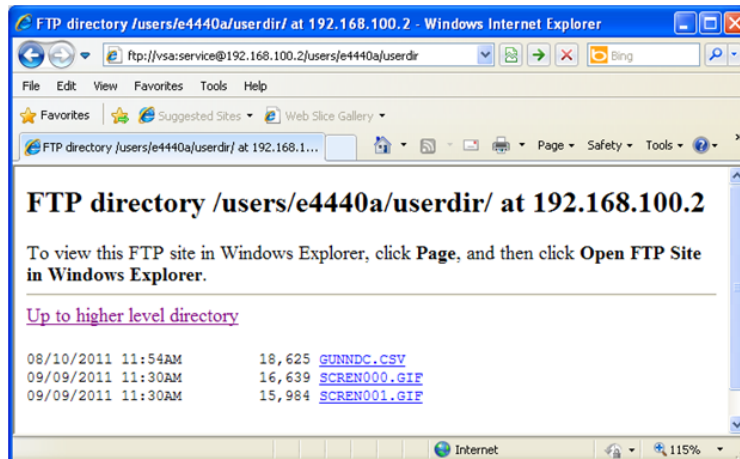 FTP directory /users/e4440a/userdir/ at 192.168.100.2 - Windows Internet Explorer
ftp://vsa:service@192.168.100.2/users/e4440a/userdir
Bing
File Edit View Favorites Tools Help
Favorites Suggested Sites Web Slice Gallery
FTP directory /users/e4440a/userdir/ at 192.168.1... Page Safety Tools
FTP directory /users/e4440a/userdir/ at 192.168.100.2
To view this FTP site in Windows Explorer, click Page, and then click Open FTP Site
in Windows Explorer.
Up to higher level directory
08/10/2011 11:54AM 18,625 GUNNDC.CSV
09/09/2011 11:30AM 16,639 SCREN000.GIF
09/09/2011 11:30AM 15,984 SCREN001.GIF
Internet 115%